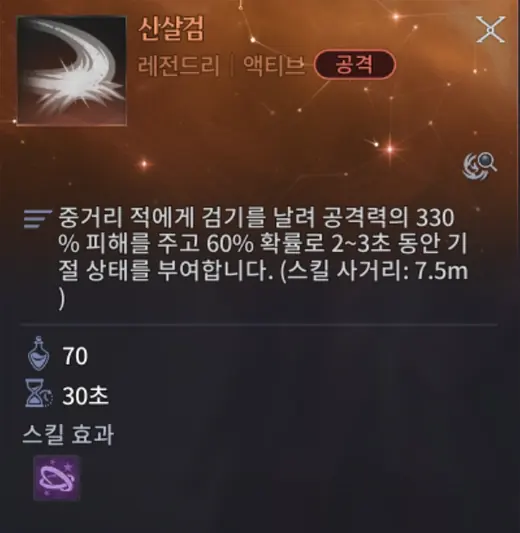 산살검
레전드리 | 액티브 공격
중거리 적에게 검기를 날려 공격력의 330
% 피해를 주고 60% 확률로 2~3초 동안 기
절 상태를 부여합니다. (스킬 사거리: 7.5m
)
70
30초
스킬 효과